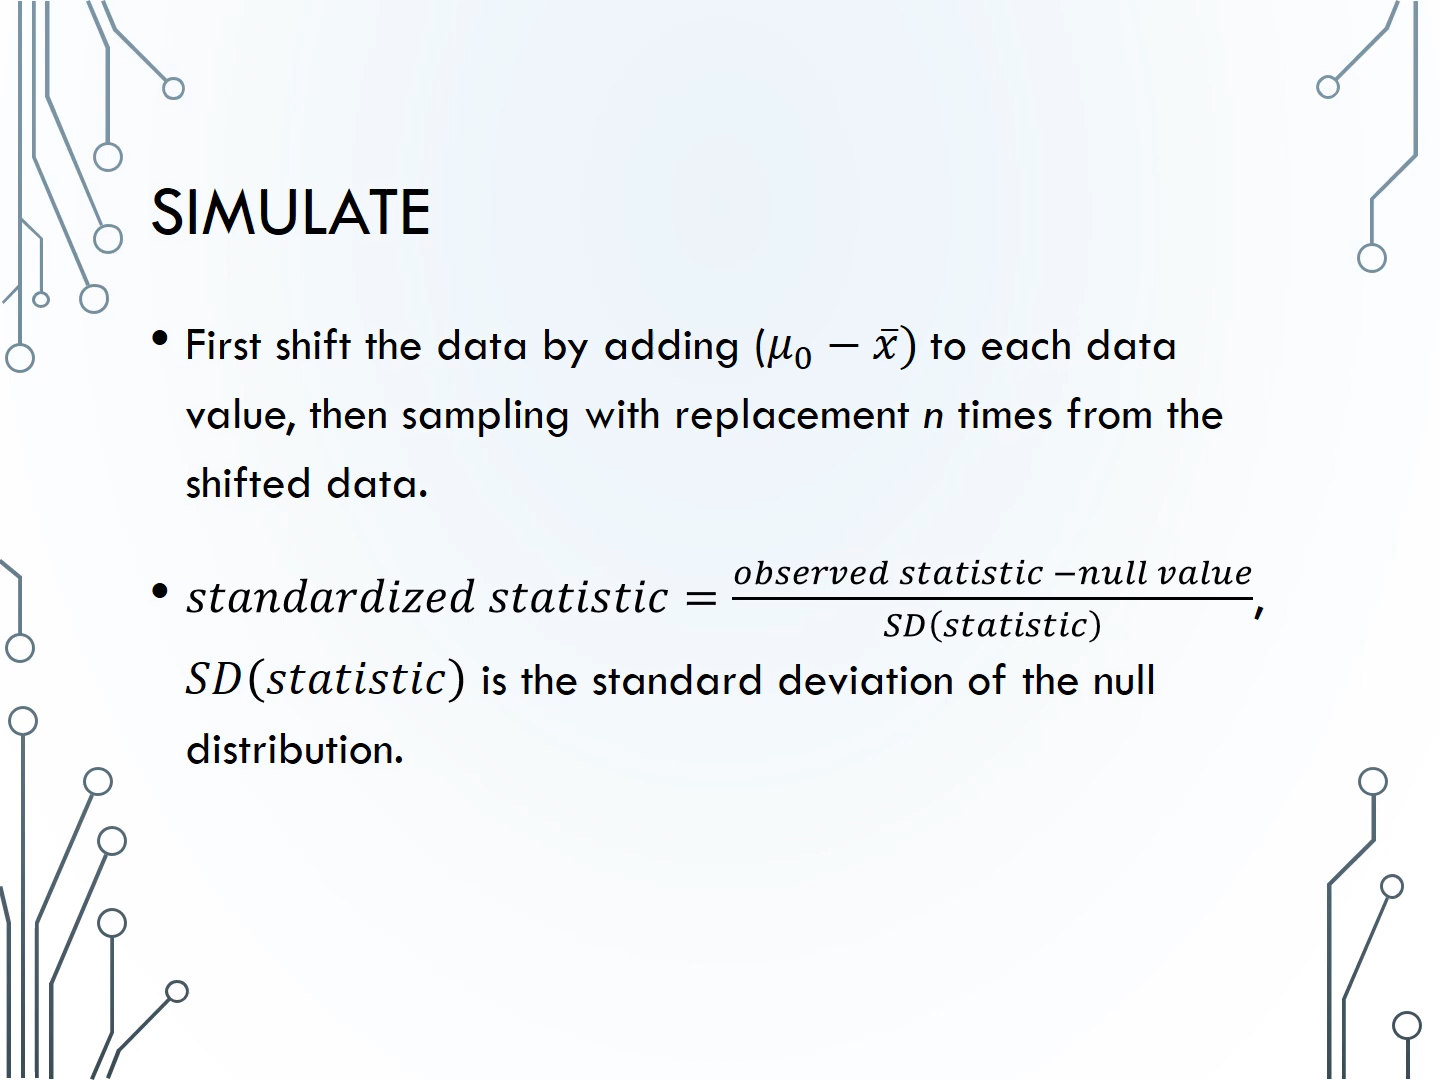 SIMULATE
• First shift the data by adding (𝜇₀ − x̄) to each data
value, then sampling with replacement n times from the
shifted data.
• standardized statistic = (observed statistic −null value)/(SD(statistic)),
SD(statistic) is the standard deviation of the null
distribution.